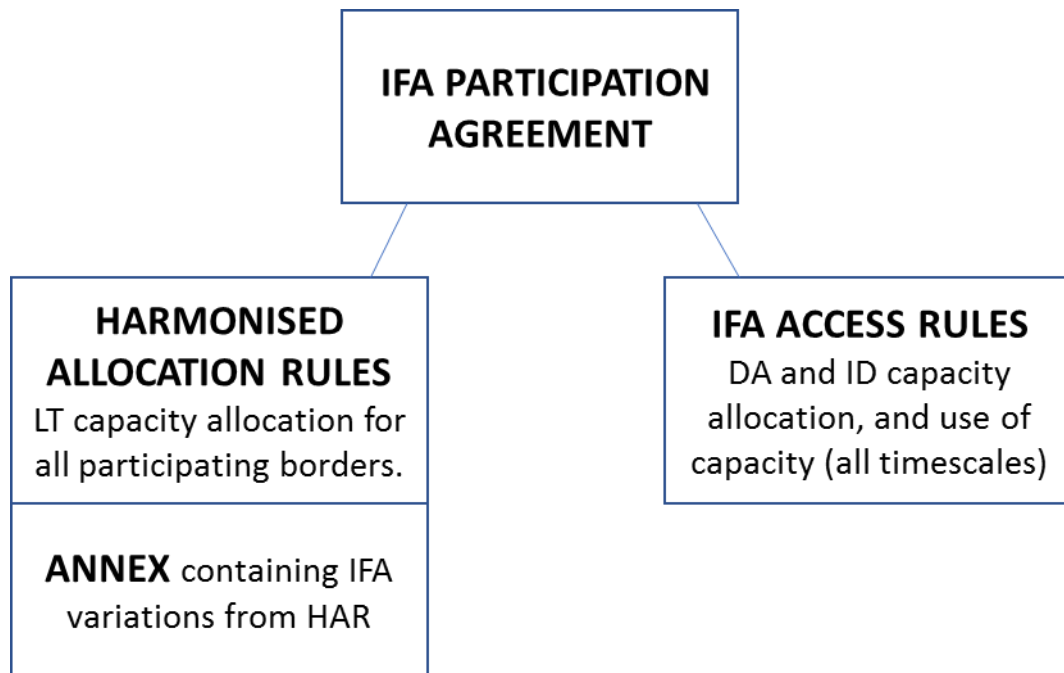 IFA PARTICIPATION
AGREEMENT
HARMONISED
ALLOCATION RULES
LT capacity allocation for
all participating borders.
ANNEX containing IFA
variations from HAR
IFA ACCESS RULES
DA and ID capacity
allocation, and use of
capacity (all timescales)